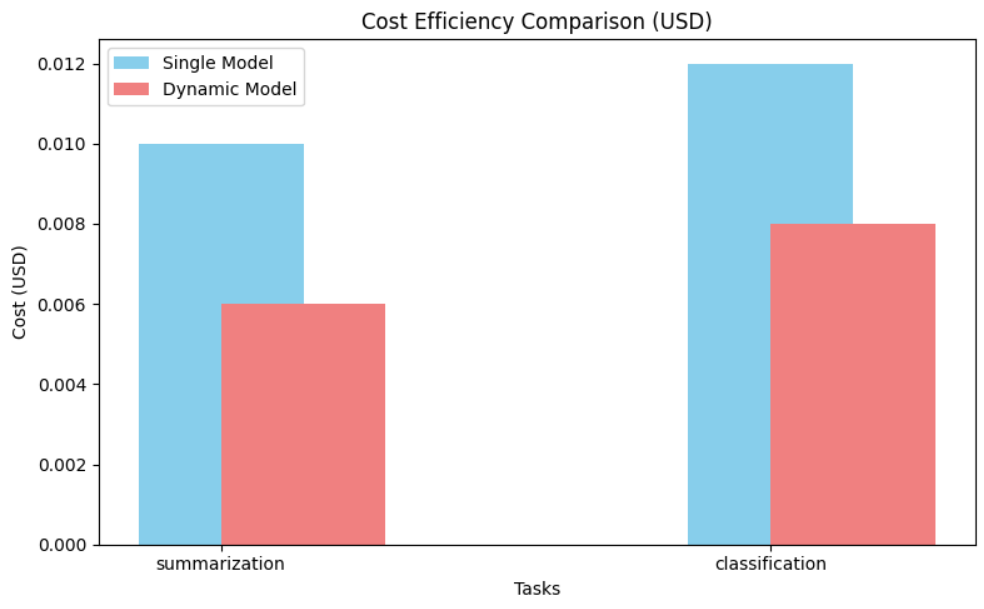 Cost Efficiency Comparison (USD)
Single Model
Dynamic Model
0.012
0.010
0.008
0.006
0.004
0.002
0.000
Cost (USD)
summarization
classification
Tasks